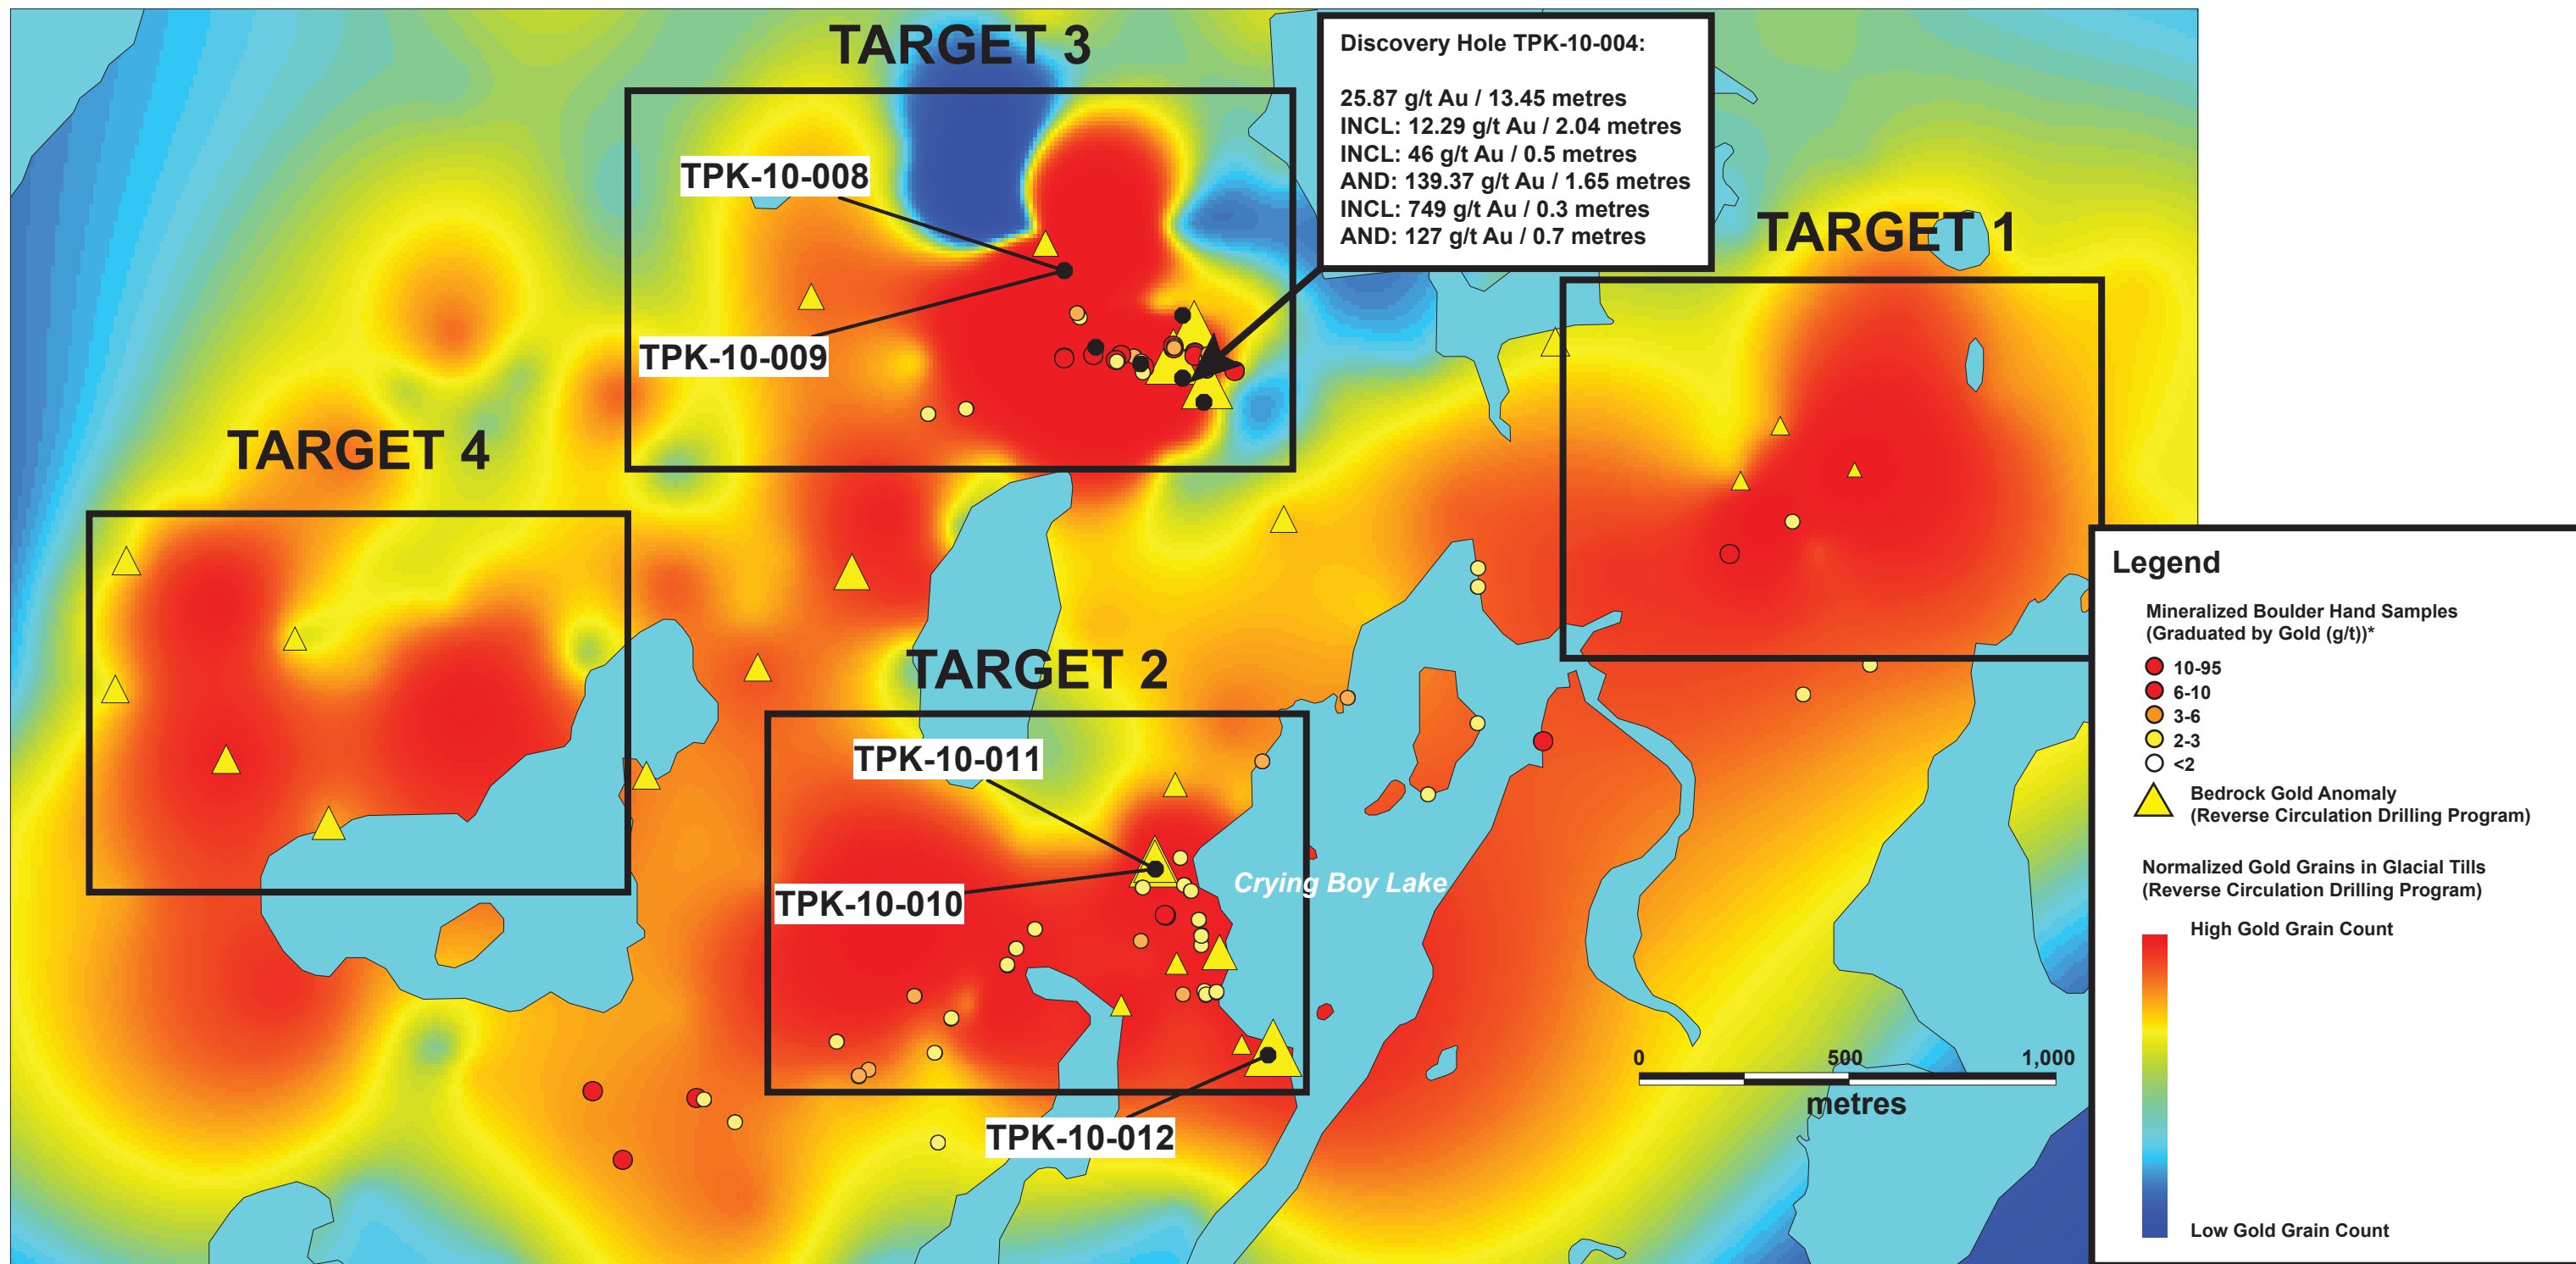 TARGET 3
Discovery Hole TPK-10-004:
25.87 g/t Au / 13.45 metres
INCL: 12.29 g/t Au / 2.04 metres
INCL: 46 g/t Au / 0.5 metres
AND: 139.37 g/t Au / 1.65 metres
INCL: 749 g/t Au / 0.3 metres
AND: 127 g/t Au / 0.7 metres
TPK-10-008
TPK-10-009
TARGET 1
TARGET 4
TARGET 2
TPK-10-011
TPK-10-010
Crying Boy Lake
TPK-10-012
0 500 1,000
metres
Legend
Mineralized Boulder Hand Samples
(Graduated by Gold (g/t))*
10-95
6-10
3-6
2-3
<2
Bedrock Gold Anomaly
(Reverse Circulation Drilling Program)
Normalized Gold Grains in Glacial Tills
(Reverse Circulation Drilling Program)
High Gold Grain Count
Low Gold Grain Count